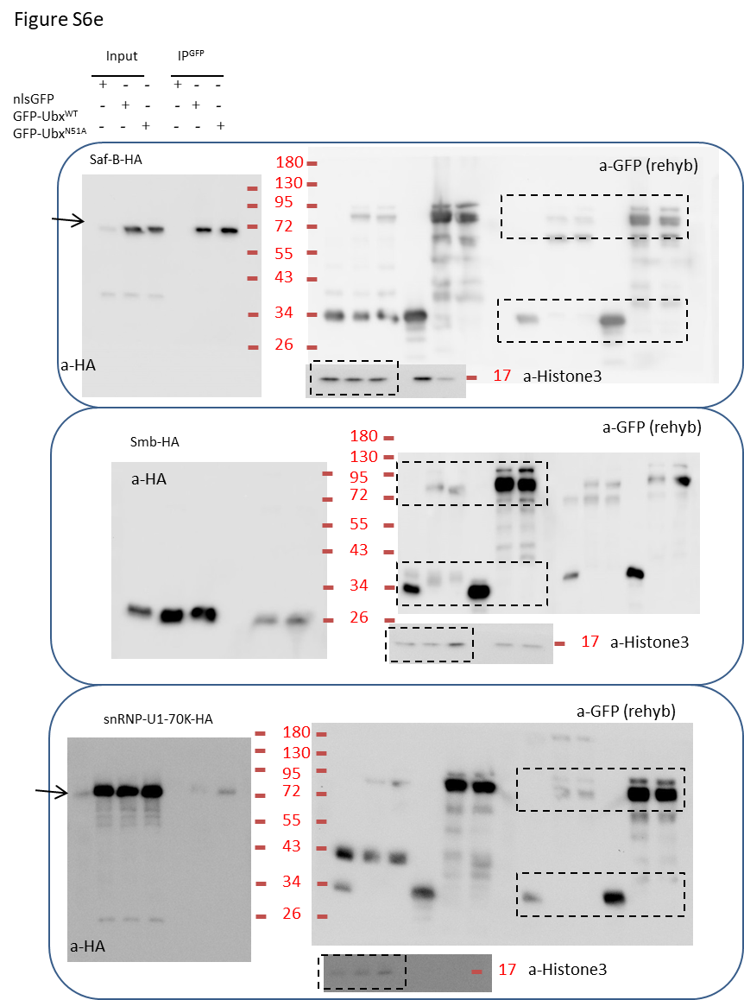 Figure S6e
Input IPGFP
+ - - + - -
nlsGFP
- + - - + -
GFP-UbxWT
- - + - - +
GFP-UbxN51A
Saf-B-HA
180
a-GFP (rehyb)
130
95
72
55
43
34
26
a-HA
17 a-Histone3
180
a-GFP (rehyb)
Smb-HA
130
a-HA
95
72
55
43
34
26
17 a-Histone3
a-GFP (rehyb)
snRNP-U1-70K-HA
180
130
95
72
55
43
34
26
a-HA
17 a-Histone3